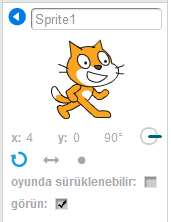 Sprite1
x: 4 y: 0 90°
oyunda sürüklenebilir:
görün: